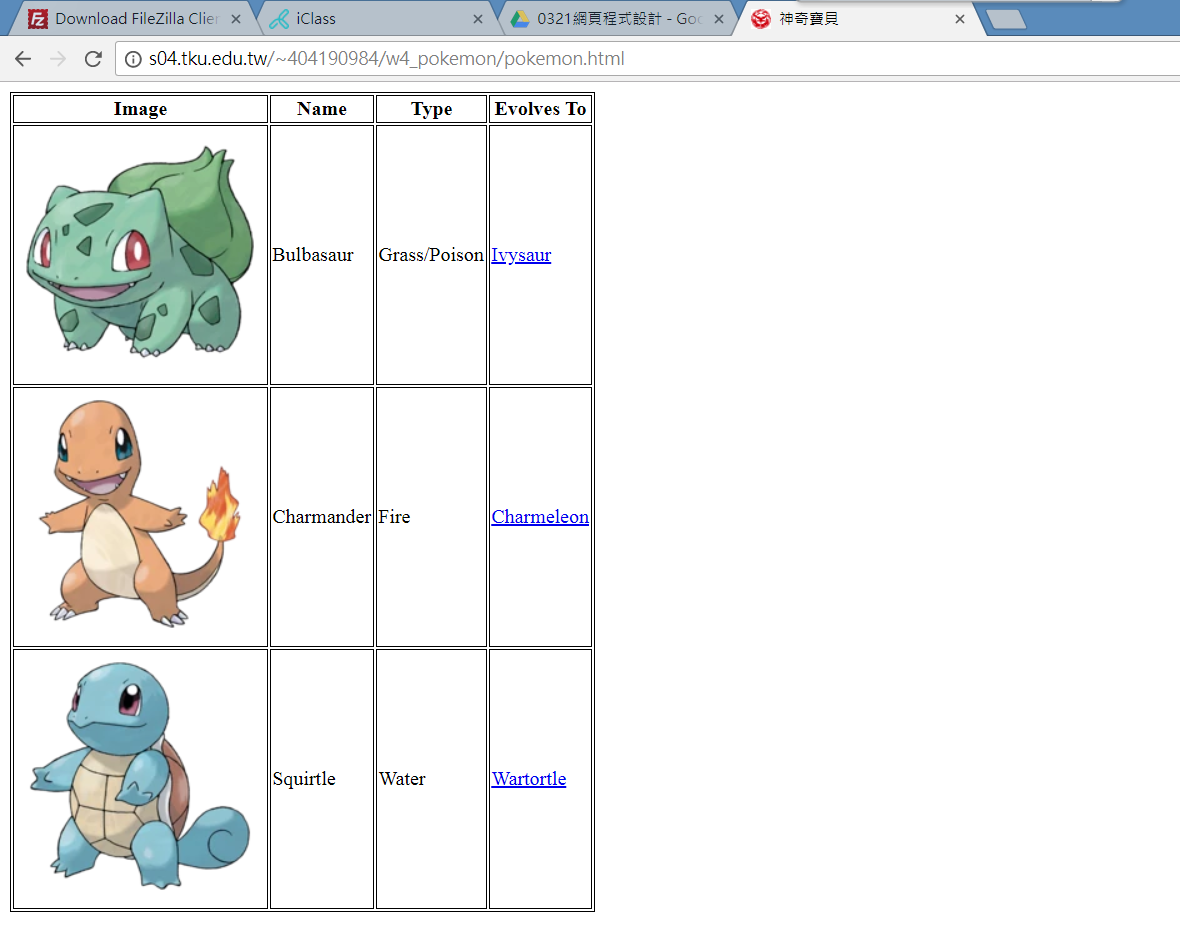 Download FileZilla Clien
iClass
0321網頁程式設計 - Goo
神奇寶貝
s04.tku.edu.tw/~404190984/w4_pokemon/pokemon.html
Image Name Type Evolves To
Bulbasaur Grass/Poison Ivysaur
Charmander Fire Charmeleon
Squirtle Water Wartortle